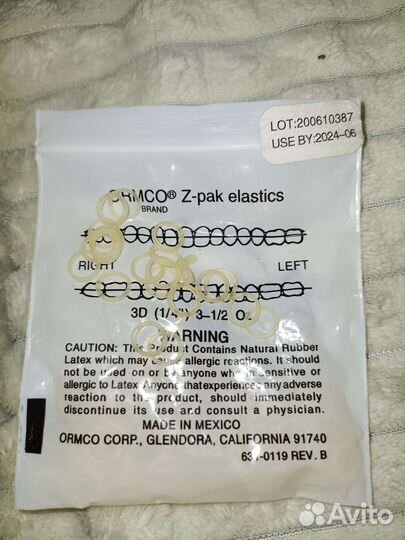 LOT:200610387
USE BY:2024-06
ORMCO® Z-pak elastics
BRAND
RIGHT LEFT
3D (1/4") 3-1/2 Oz
WARNING
CAUTION: This Product Contains Natural Rubber
Latex which may cause allergic reactions. It should
not be used on or by anyone who is sensitive or
allergic to Latex. Anyone that experiences any adverse
reaction to the product, should immediately
discontinue its use and consult a physician.
MADE IN MEXICO
ORMCO CORP., GLENDORA, CALIFORNIA 91740
631-0119 REV. B
Avito